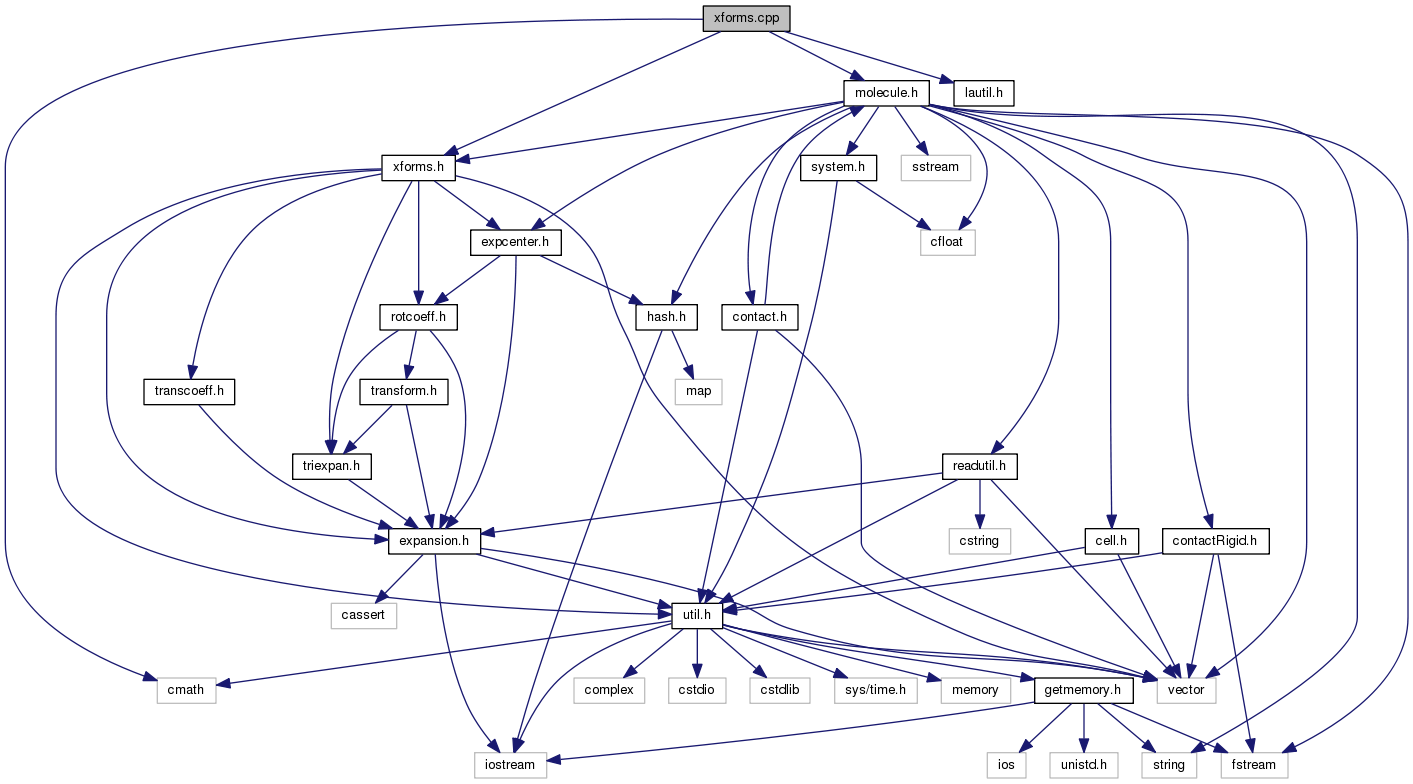 xforms.cpp
molecule.h
lautil.h
xforms.h
system.h
sstream
expcenter.h
cfloat
rotcoeff.h
hash.h
contact.h
transcoeff.h
transform.h
map
triexpan.h
readutil.h
expansion.h
cstring
cell.h
contactRigid.h
cassert
util.h
cmath
complex
cstdio
cstdlib
sys/time.h
memory
getmemory.h
vector
iostream
ios
unistd.h
string
fstream